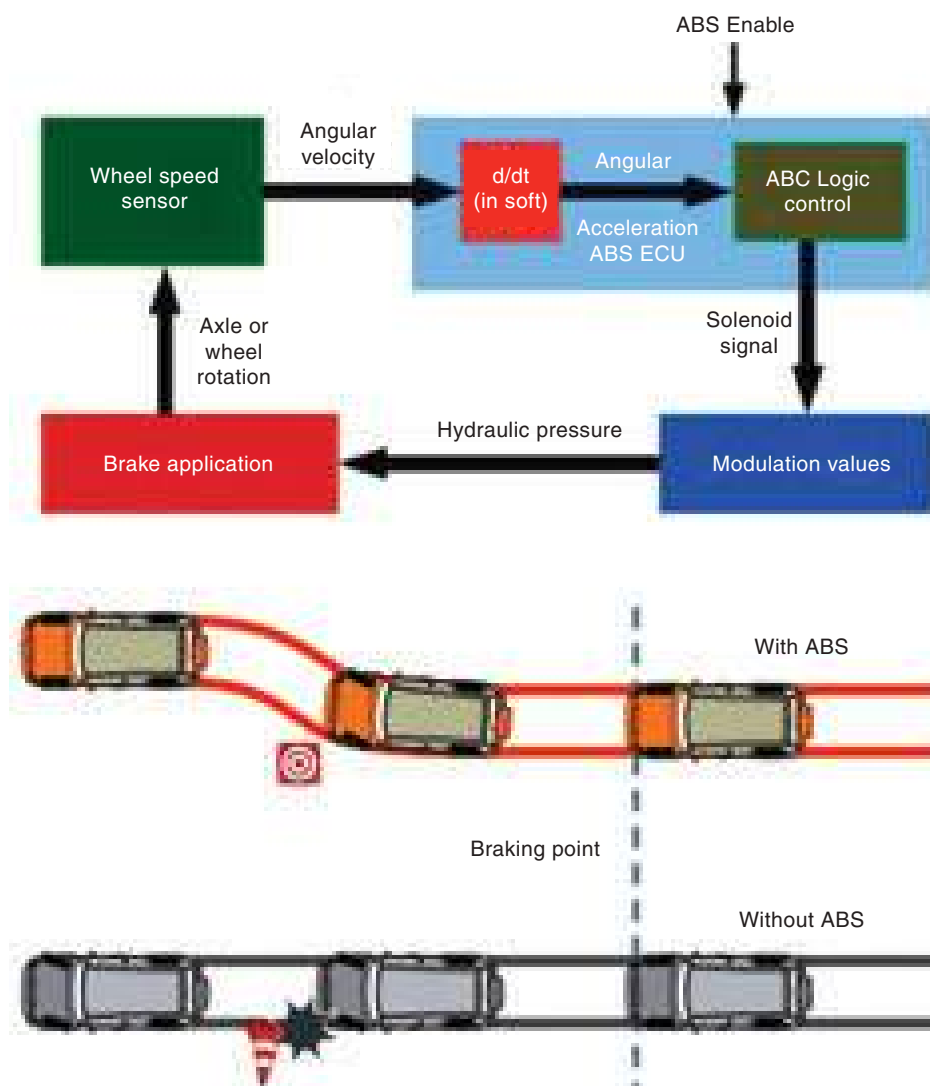 ABS Enable
Wheel speed
sensor
Angular
velocity
d/dt
(in soft)
Angular
Acceleration
ABS ECU
ABC Logic
control
Solenoid
signal
Axle or
wheel
rotation
Brake application
Hydraulic pressure
Modulation values
With ABS
Braking point
Without ABS